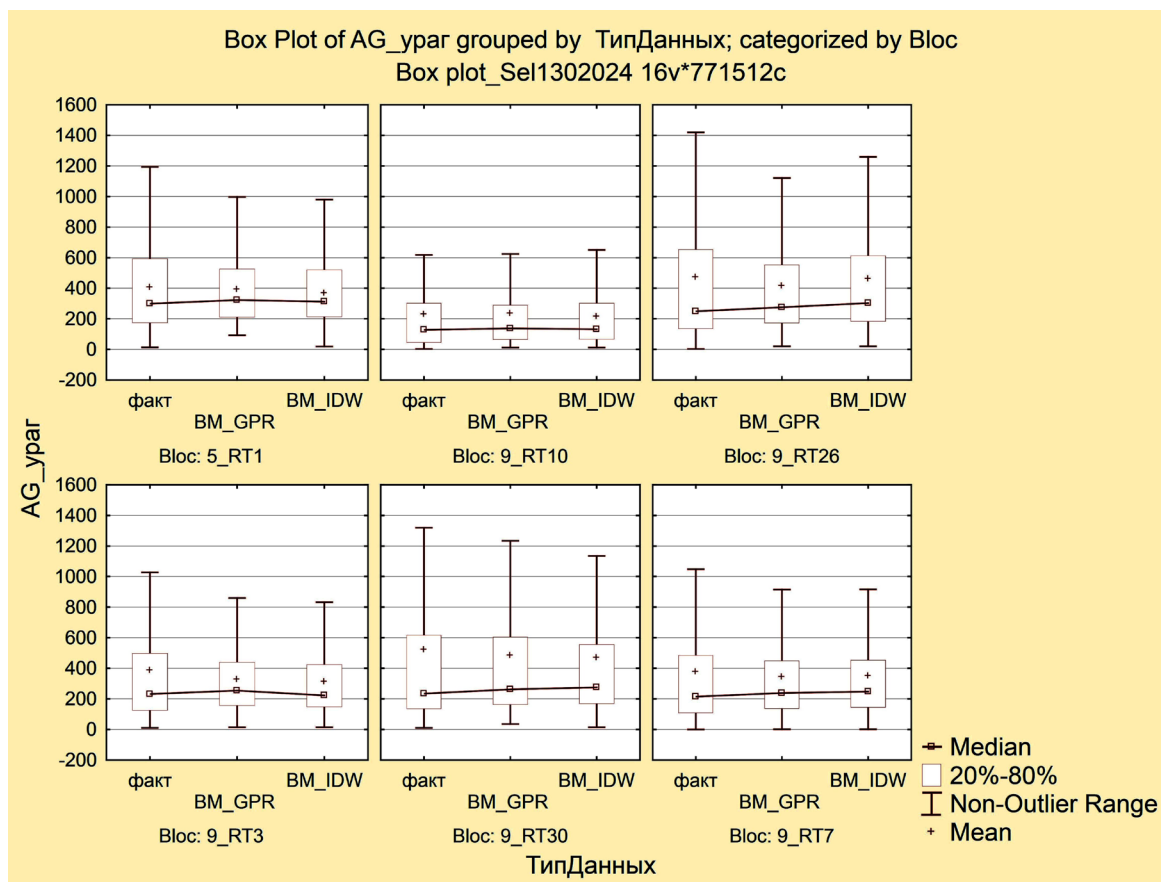 Box Plot of AG_ураг grouped by ТипДанных; categorized by Bloc
Box plot_Sel1302024 16v*771512c
1600
1400
1200
1000
800
600
400
200
0
-200
факт BM_IDW факт BM_IDW факт BM_IDW
BM_GPR BM_GPR BM_GPR
Bloc: 5_RT1 Bloc: 9_RT10 Bloc: 9_RT26
AG_ураг
1600
1400
1200
1000
800
600
400
200
0
-200
факт BM_IDW факт BM_IDW факт BM_IDW
BM_GPR BM_GPR BM_GPR
Bloc: 9_RT3 Bloc: 9_RT30 Bloc: 9_RT7
ТипДанных
Median
20%-80%
Non-Outlier Range
Mean